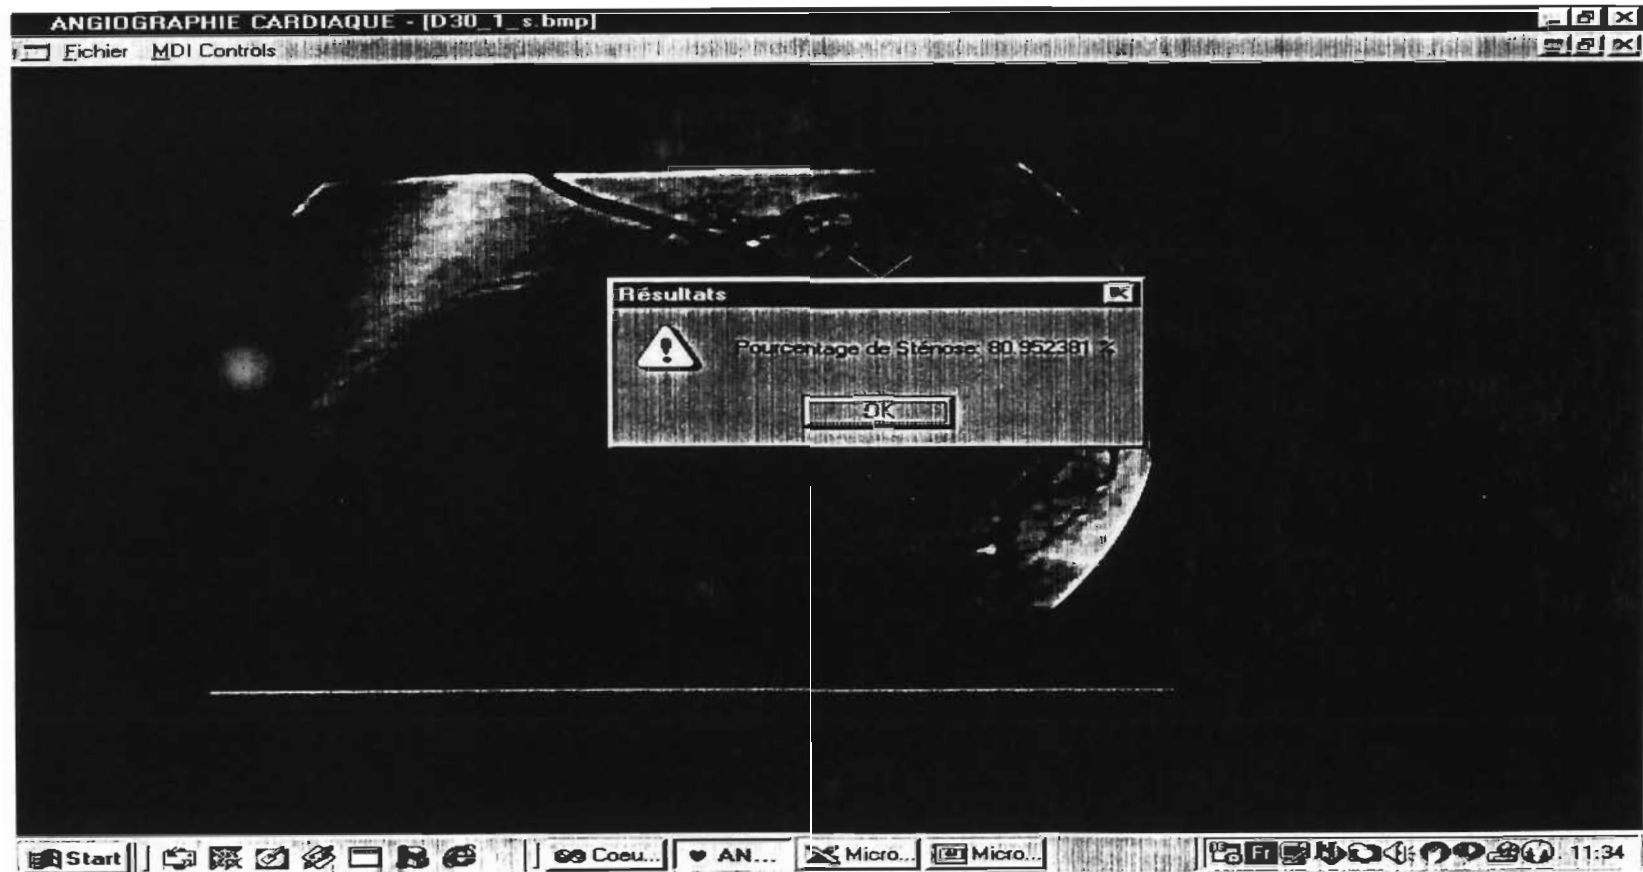 ANGIOGRAPHIE CARDIAQUE - [D30_1_s.bmp]
Fichier MDI Controls
Résultats
Pourcentage de Sténose: 80.952381 %
OK
Start Coeu... AN... Micro... Micro... Fr 11:34